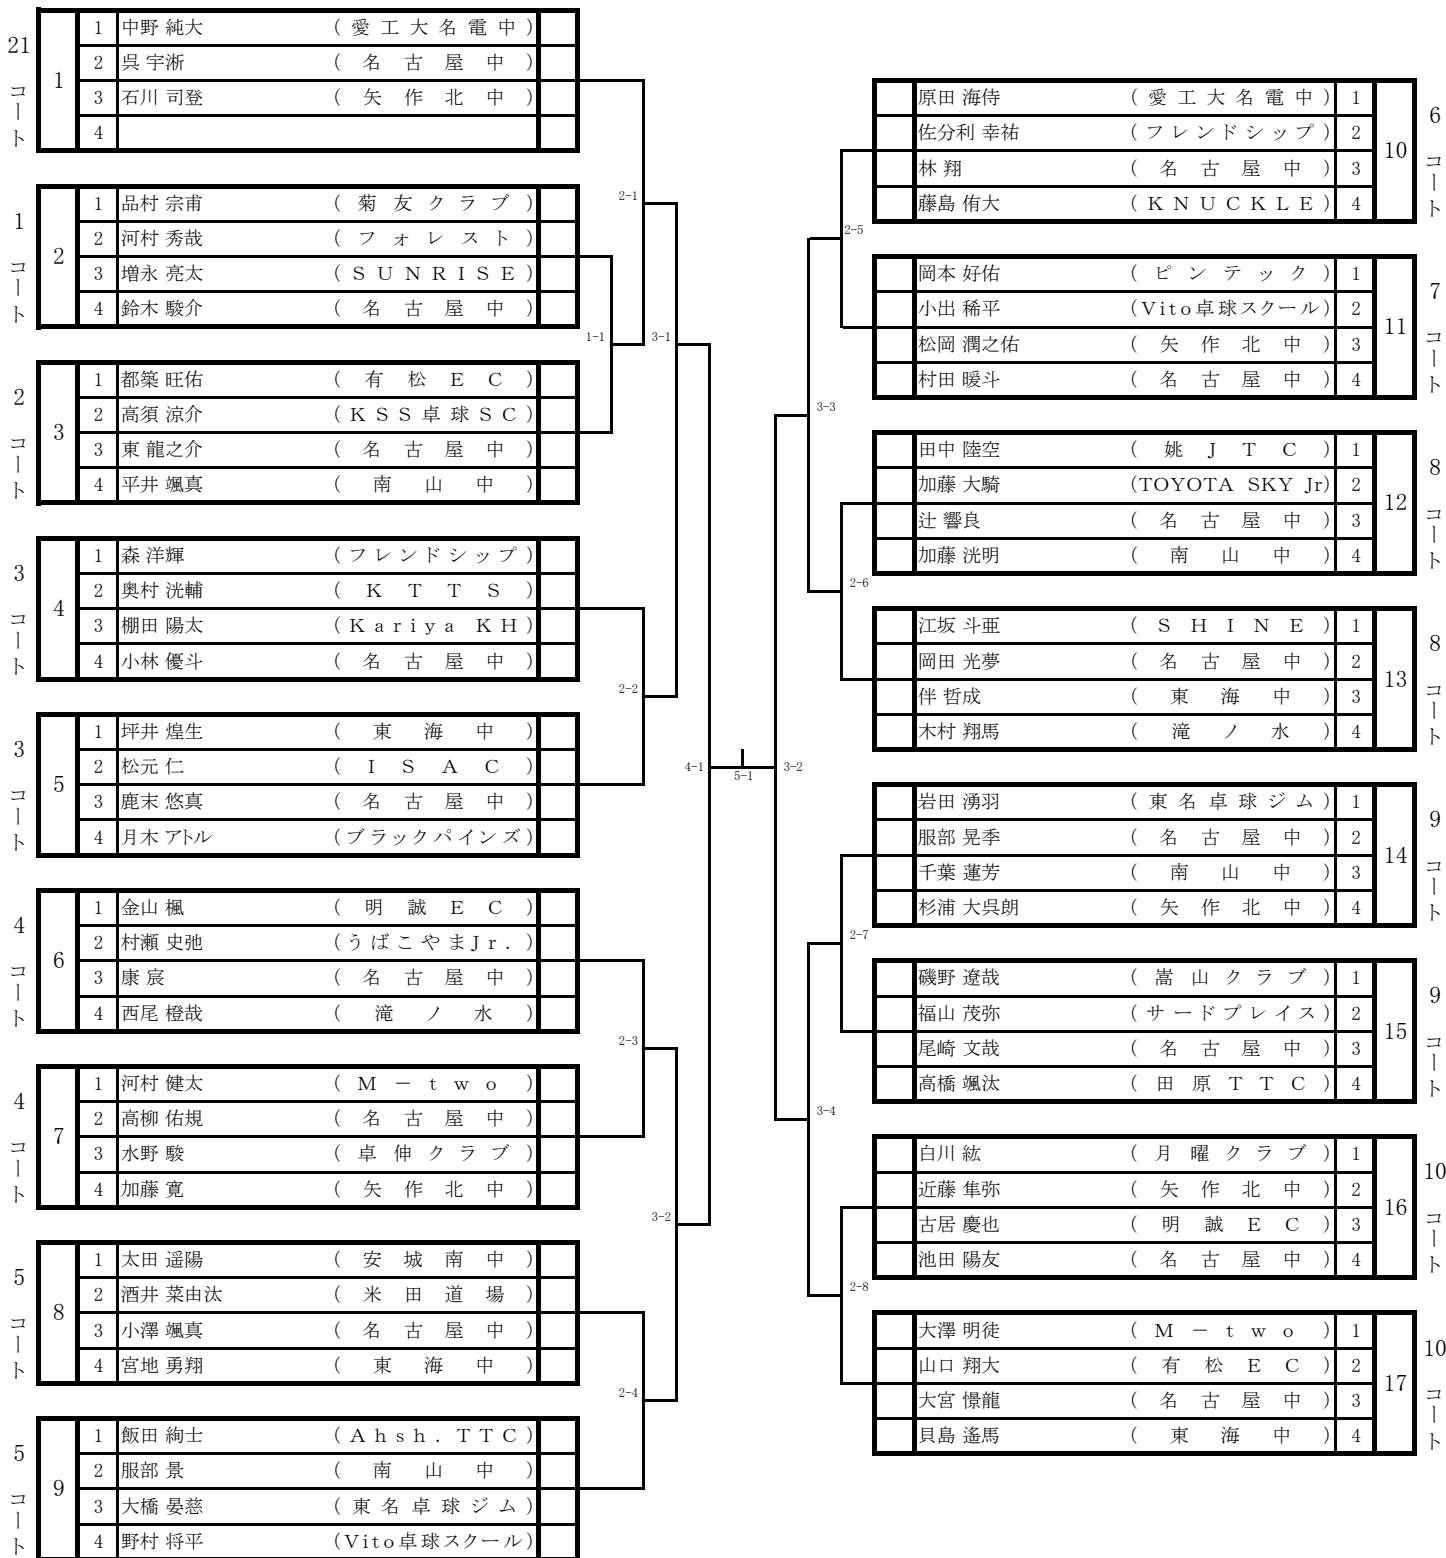 21 コート
1
1 中野 純大 (愛工大名電中)
2 呉 宇淅 (名古屋中)
3 石川 司登 (矢作北中)
4
1 コート
2
1 品村 宗甫 (菊友クラブ)
2 河村 秀哉 (フォレスト)
3 増永 亮太 (SUNRISE)
4 鈴木 駿介 (名古屋中)
2 コート
3
1 都築 旺佑 (有松EC)
2 高須 涼介 (KSS卓球SC)
3 東 龍之介 (名古屋中)
4 平井 颯真 (南山中)
3 コート
4
1 森 洋輝 (フレンドシップ)
2 奥村 洸輔 (KTTS)
3 棚田 陽太 (Kariya KH)
4 小林 優斗 (名古屋中)
3 コート
5
1 坪井 煌生 (東海中)
2 松元 仁 (ISAC)
3 鹿末 悠真 (名古屋中)
4 月木 アトル (ブラックパインズ)
4 コート
6
1 金山 楓 (明誠EC)
2 村瀬 史弛 (うばこやまJr.)
3 康 宸 (名古屋中)
4 西尾 橙哉 (滝ノ水)
4 コート
7
1 河村 健太 (M－two)
2 高柳 佑規 (名古屋中)
3 水野 駿 (卓伸クラブ)
4 加藤 寛 (矢作北中)
5 コート
8
1 太田 遥陽 (安城南中)
2 酒井 菜由汰 (米田道場)
3 小澤 颯真 (名古屋中)
4 宮地 勇翔 (東海中)
5 コート
9
1 飯田 絢士 (Ahsh.TTC)
2 服部 景 (南山中)
3 大橋 晏慈 (東名卓球ジム)
4 野村 将平 (Vito卓球スクール)
2-1
1-1
3-1
2-2
4-1
5-1
2-3
3-2
2-4
2-5
3-3
2-6
3-2
2-7
3-4
2-8
原田 海侍 (愛工大名電中) 1
佐分利 幸祐 (フレンドシップ) 2
林 翔 (名古屋中) 3
藤島 侑大 (KNUCKLE) 4
10
6 コート
岡本 好佑 (ピンテック) 1
小出 稀平 (Vito卓球スクール) 2
松岡 潤之佑 (矢作北中) 3
村田 暖斗 (名古屋中) 4
11
7 コート
田中 陸空 (姚JTC) 1
加藤 大騎 (TOYOTA SKY Jr) 2
辻 響良 (名古屋中) 3
加藤 洸明 (南山中) 4
12
8 コート
江坂 斗亜 (SHINE) 1
岡田 光夢 (名古屋中) 2
伴 哲成 (東海中) 3
木村 翔馬 (滝ノ水) 4
13
8 コート
岩田 湧羽 (東名卓球ジム) 1
服部 晃季 (名古屋中) 2
千葉 蓮芳 (南山中) 3
杉浦 大呉朗 (矢作北中) 4
14
9 コート
磯野 遼哉 (嵩山クラブ) 1
福山 茂弥 (サードプレイス) 2
尾崎 文哉 (名古屋中) 3
高橋 颯汰 (田原TTC) 4
15
9 コート
白川 紘 (月曜クラブ) 1
近藤 隼弥 (矢作北中) 2
古居 慶也 (明誠EC) 3
池田 陽友 (名古屋中) 4
16
10 コート
大澤 明徒 (M－two) 1
山口 翔大 (有松EC) 2
大宮 憬龍 (名古屋中) 3
貝島 遙馬 (東海中) 4
17
10 コート